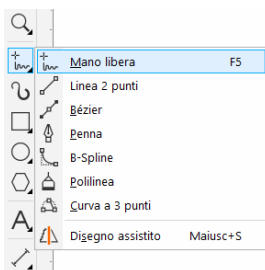 Mano libera F5
Linea 2 punti
Bézier
Penna
B-Spline
Polilinea
Curva a 3 punti
A
Disegno assistito Maiusc+S